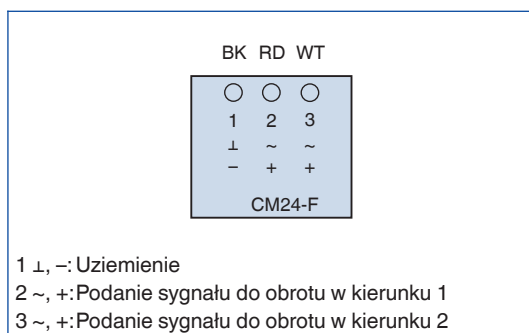 BK RD WT
1 2 3
⊥ ~ ~
– + +
CM24-F
1 ⊥, –: Uziemienie
2 ~, +: Podanie sygnału do obrotu w kierunku 1
3 ~, +: Podanie sygnału do obrotu w kierunku 2